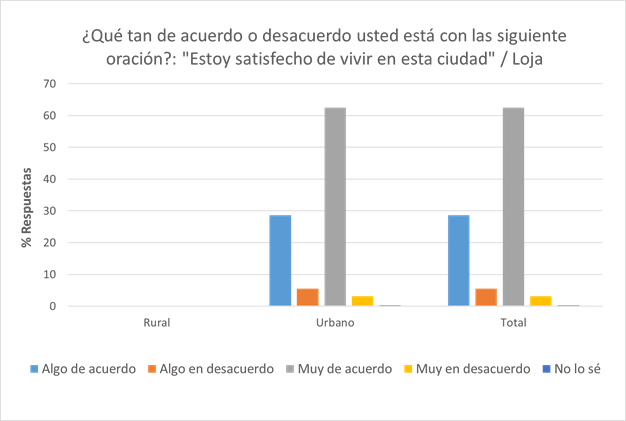 ¿Qué tan de acuerdo o desacuerdo usted está con las siguiente
oración?: "Estoy satisfecho de vivir en esta ciudad" / Loja
% Respuestas
70
60
50
40
30
20
10
0
Rural Urbano Total
Algo de acuerdo Algo en desacuerdo Muy de acuerdo Muy en desacuerdo No lo sé